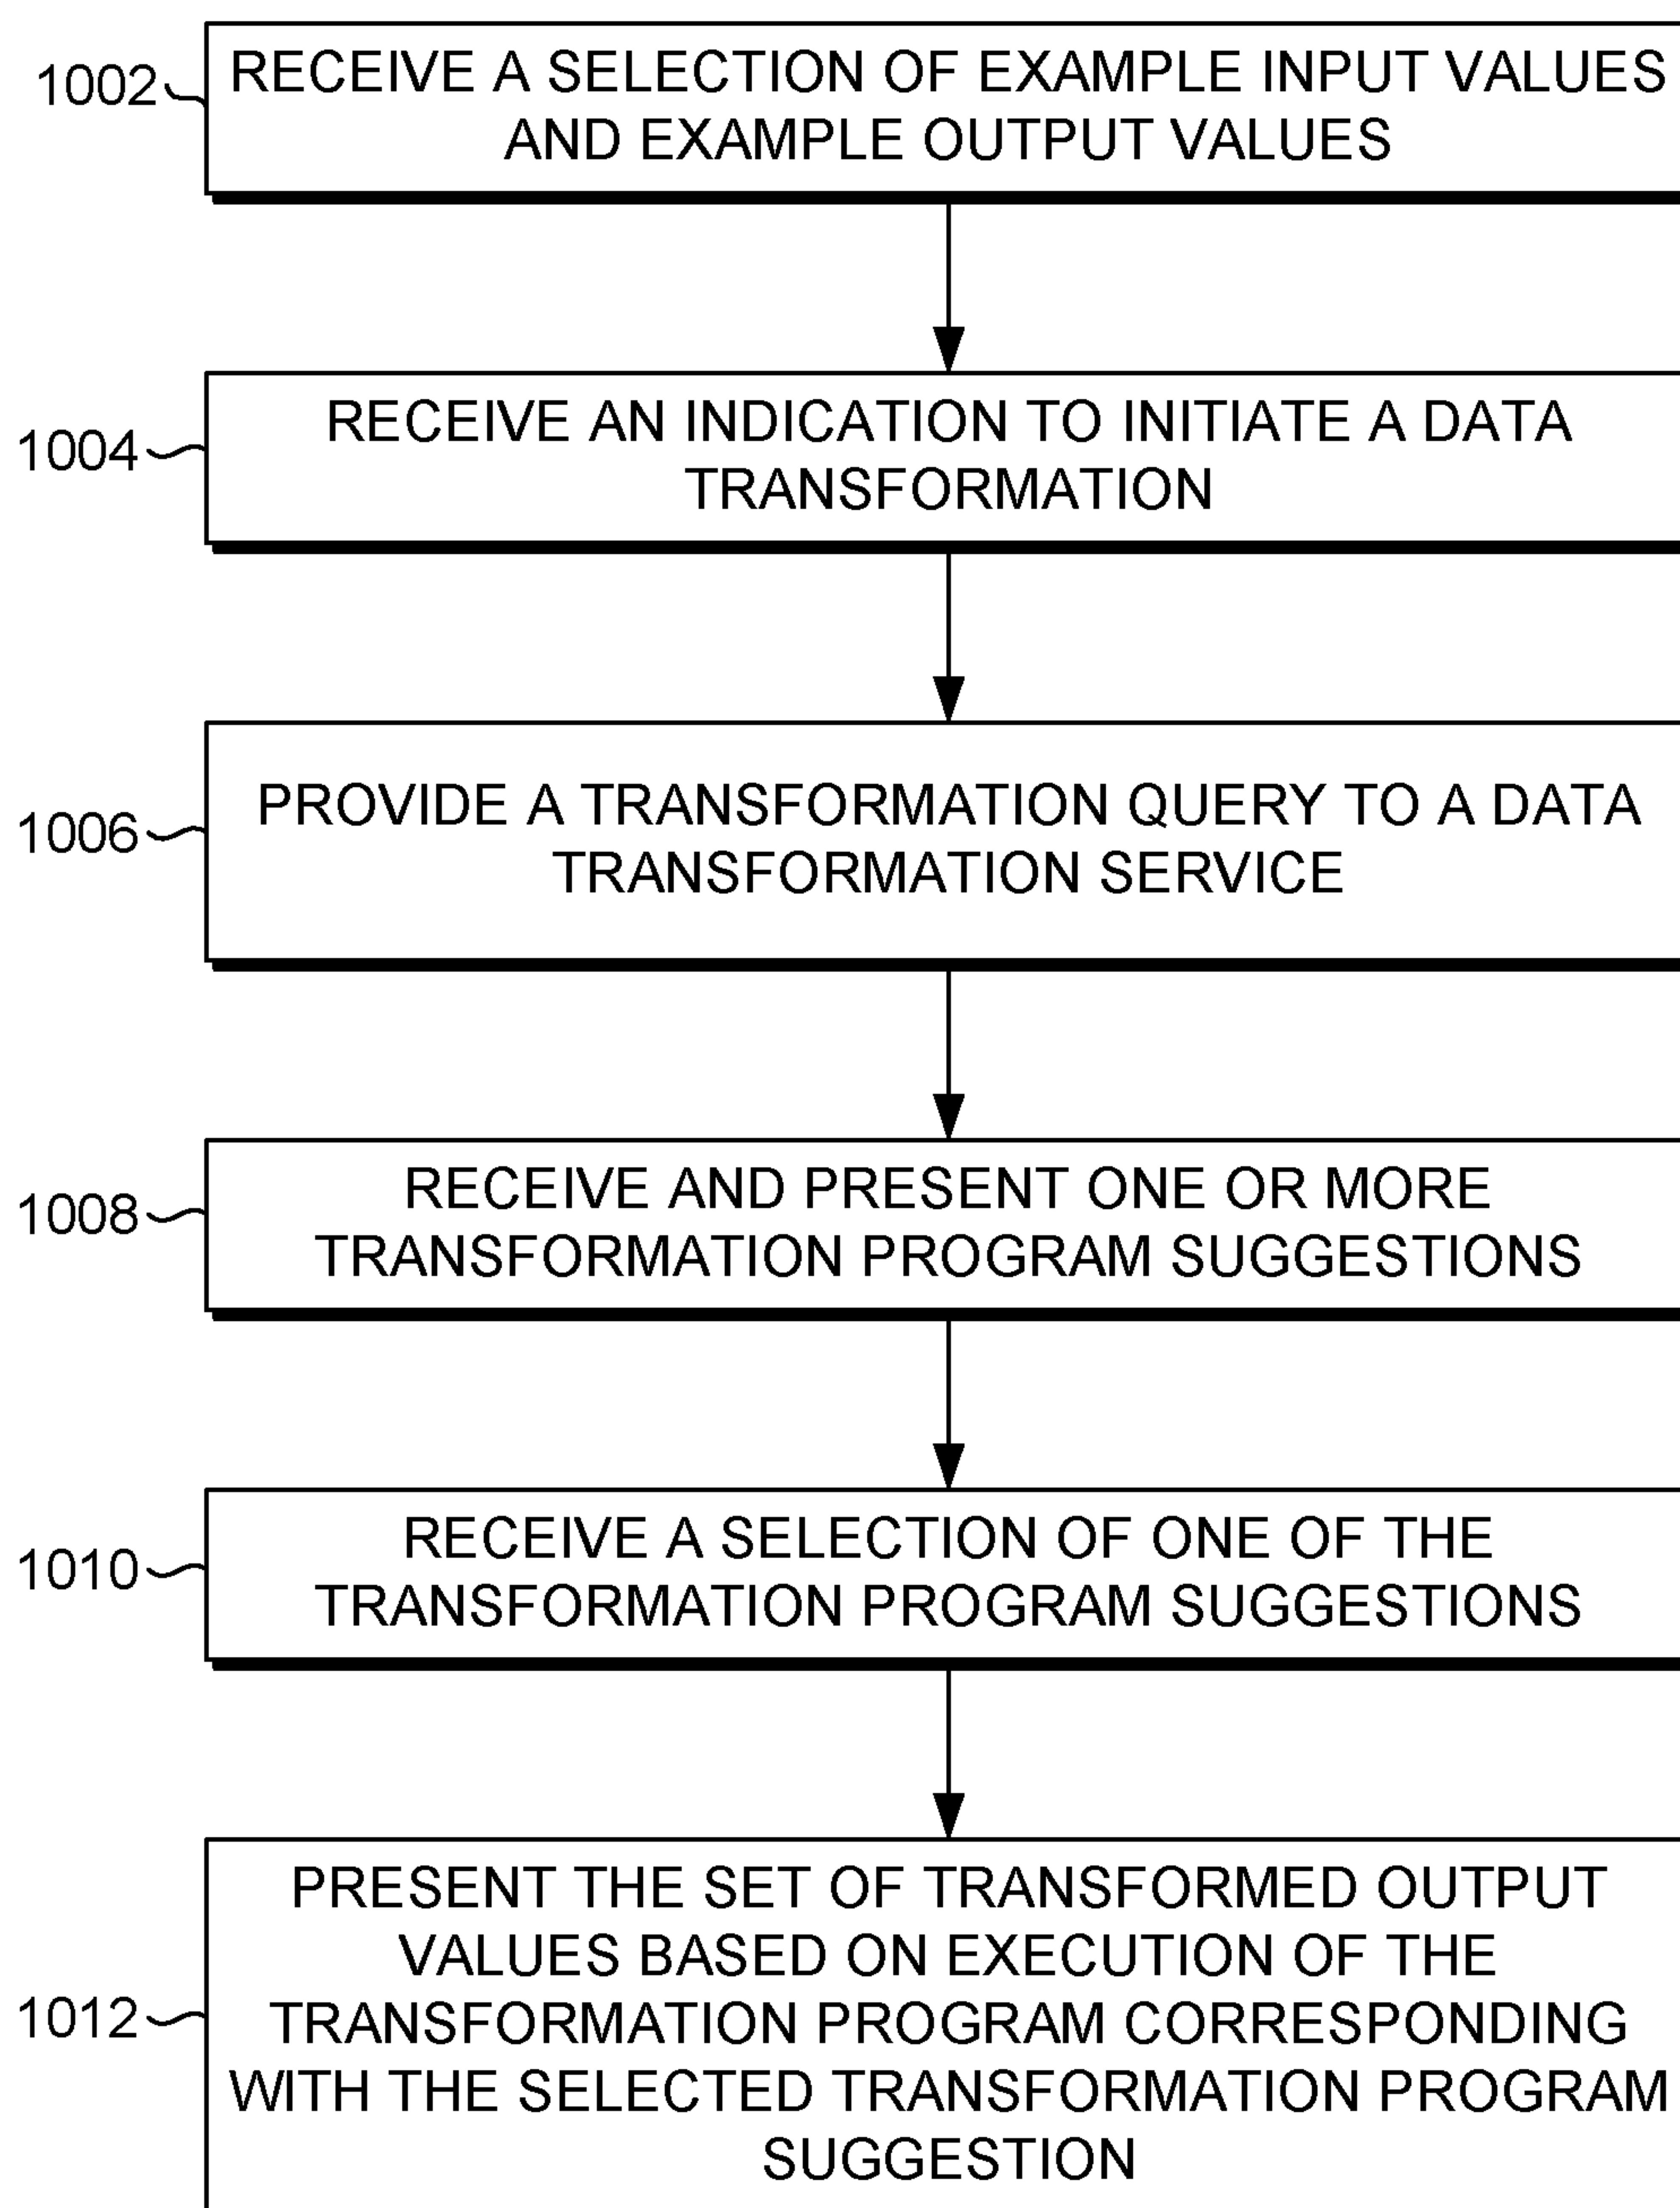 1002
RECEIVE A SELECTION OF EXAMPLE INPUT VALUES
AND EXAMPLE OUTPUT VALUES
1004
RECEIVE AN INDICATION TO INITIATE A DATA
TRANSFORMATION
1006
PROVIDE A TRANSFORMATION QUERY TO A DATA
TRANSFORMATION SERVICE
1008
RECEIVE AND PRESENT ONE OR MORE
TRANSFORMATION PROGRAM SUGGESTIONS
1010
RECEIVE A SELECTION OF ONE OF THE
TRANSFORMATION PROGRAM SUGGESTIONS
1012
PRESENT THE SET OF TRANSFORMED OUTPUT
VALUES BASED ON EXECUTION OF THE
TRANSFORMATION PROGRAM CORRESPONDING
WITH THE SELECTED TRANSFORMATION PROGRAM
SUGGESTION